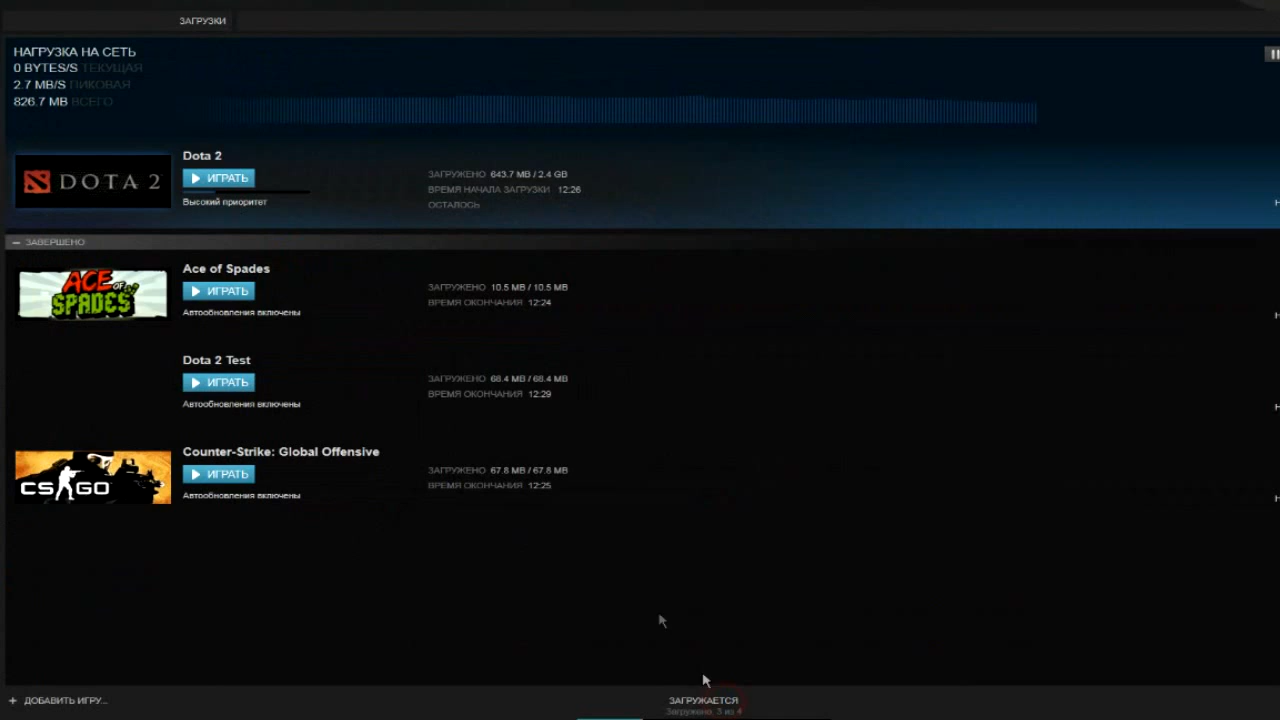 ЗАГРУЗКИ
НАГРУЗКА НА СЕТЬ
0 BYTES/S ТЕКУЩАЯ
2.7 MB/S ПИКОВАЯ
826.7 MB ВСЕГО
DOTA 2
Dota 2
ИГРАТЬ
Высокий приоритет
ЗАГРУЖЕНО 643.7 MB / 2.4 GB
ВРЕМЯ НАЧАЛА ЗАГРУЗКИ 12:26
ОСТАЛОСЬ
ЗАВЕРШЕНО
ACE OF SPADES
Ace of Spades
ИГРАТЬ
Автообновления включены
ЗАГРУЖЕНО 10.5 MB / 10.5 MB
ВРЕМЯ ОКОНЧАНИЯ 12:24
Dota 2 Test
ИГРАТЬ
Автообновления включены
ЗАГРУЖЕНО 68.4 MB / 68.4 MB
ВРЕМЯ ОКОНЧАНИЯ 12:29
CS GO
Counter-Strike: Global Offensive
ИГРАТЬ
Автообновления включены
ЗАГРУЖЕНО 67.8 MB / 67.8 MB
ВРЕМЯ ОКОНЧАНИЯ 12:25
+ ДОБАВИТЬ ИГРУ...
ЗАГРУЖАЕТСЯ
Загружено: 3 из 4